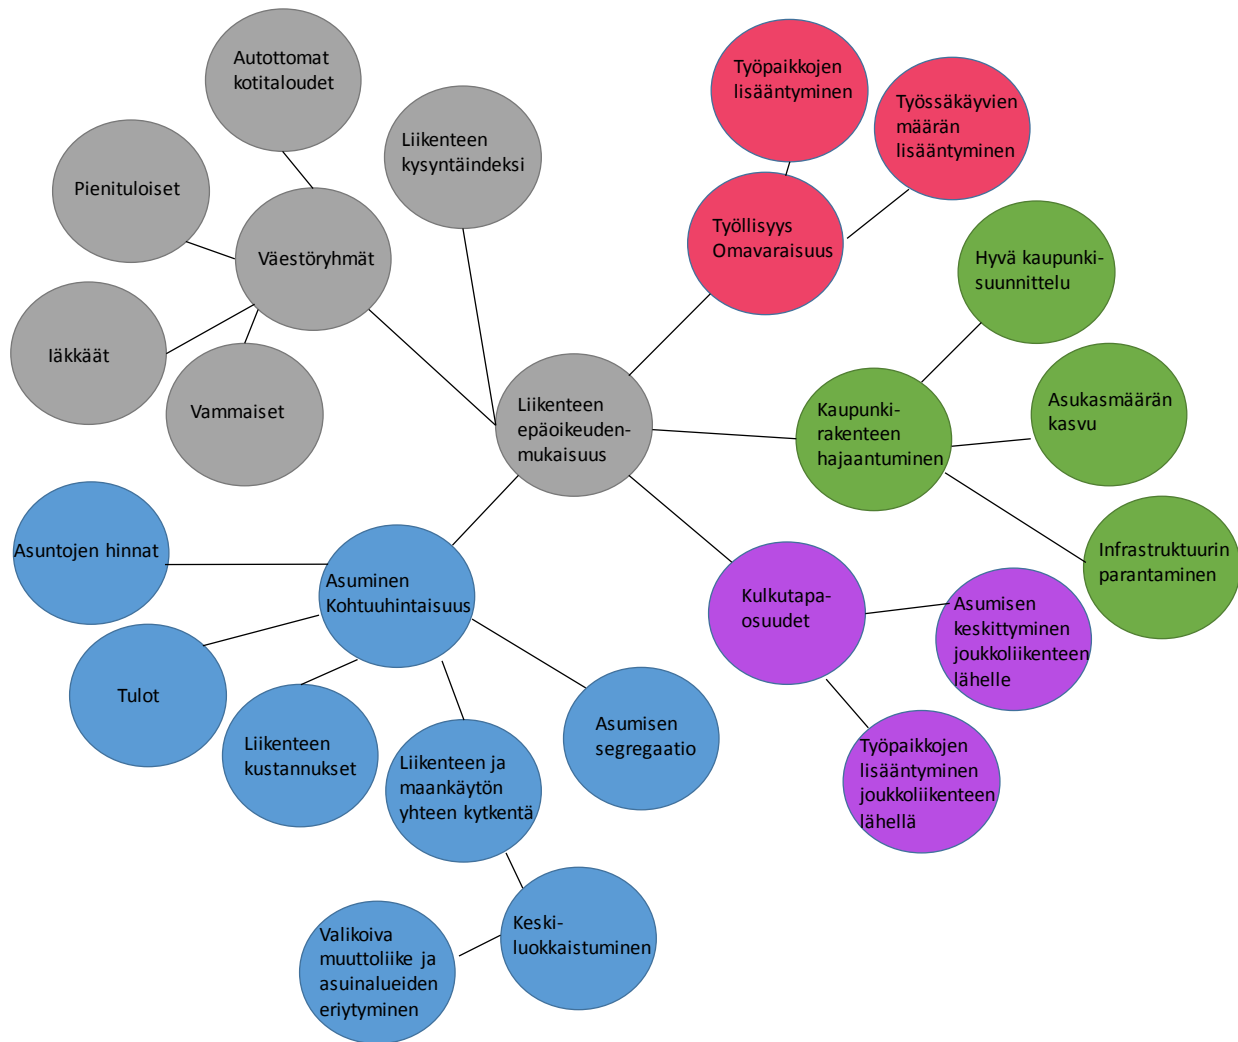 Autottomat
kotitaloudet
Työpaikkojen
lisääntyminen
Työssäkäyvien
määrän
lisääntyminen
Liikenteen
kysyntäindeksi
Pienituloiset
Väestöryhmät
Työllisyys
Omavaraisuus
Hyvä kaupunki-
suunnittelu
Iäkkäät
Vammaiset
Liikenteen
epäoikeuden-
mukaisuus
Kaupunki-
rakenteen
hajaantuminen
Asukasmäärän
kasvu
Asuntojen hinnat
Asuminen
Kohtuuhintaisuus
Kulkutapa-
osuudet
Infrastruktuurin
parantaminen
Asumisen
keskittyminen
joukkoliikenteen
lähelle
Tulot
Liikenteen
kustannukset
Liikenteen ja
maankäytön
yhteen kytkentä
Asumisen
segregaatio
Työpaikkojen
lisääntyminen
joukkoliikenteen
lähellä
Valikoiva
muuttoliike ja
asuinalueiden
eriytyminen
Keski-
luokkaistuminen